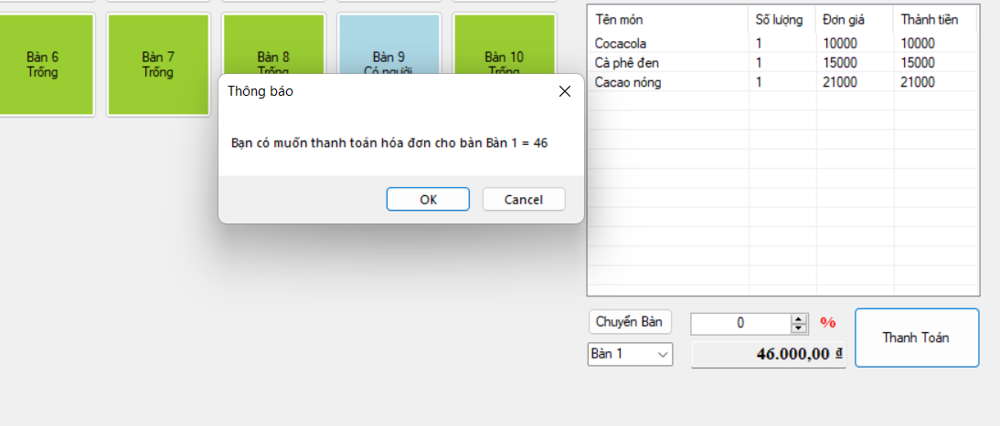 Bàn 6
Trống
Bàn 7
Trống
Bàn 8
Trống
Bàn 9
Có người
Bàn 10
Trống
Thông báo
Bạn có muốn thanh toán hóa đơn cho bàn Bàn 1 = 46
OK
Cancel
Tên món Số lượng Đơn giá Thành tiền
Cocacola 1 10000 10000
Cà phê đen 1 15000 15000
Cacao nóng 1 21000 21000
Chuyển Bàn
0
%
Thanh Toán
Bàn 1
46.000,00 ₫